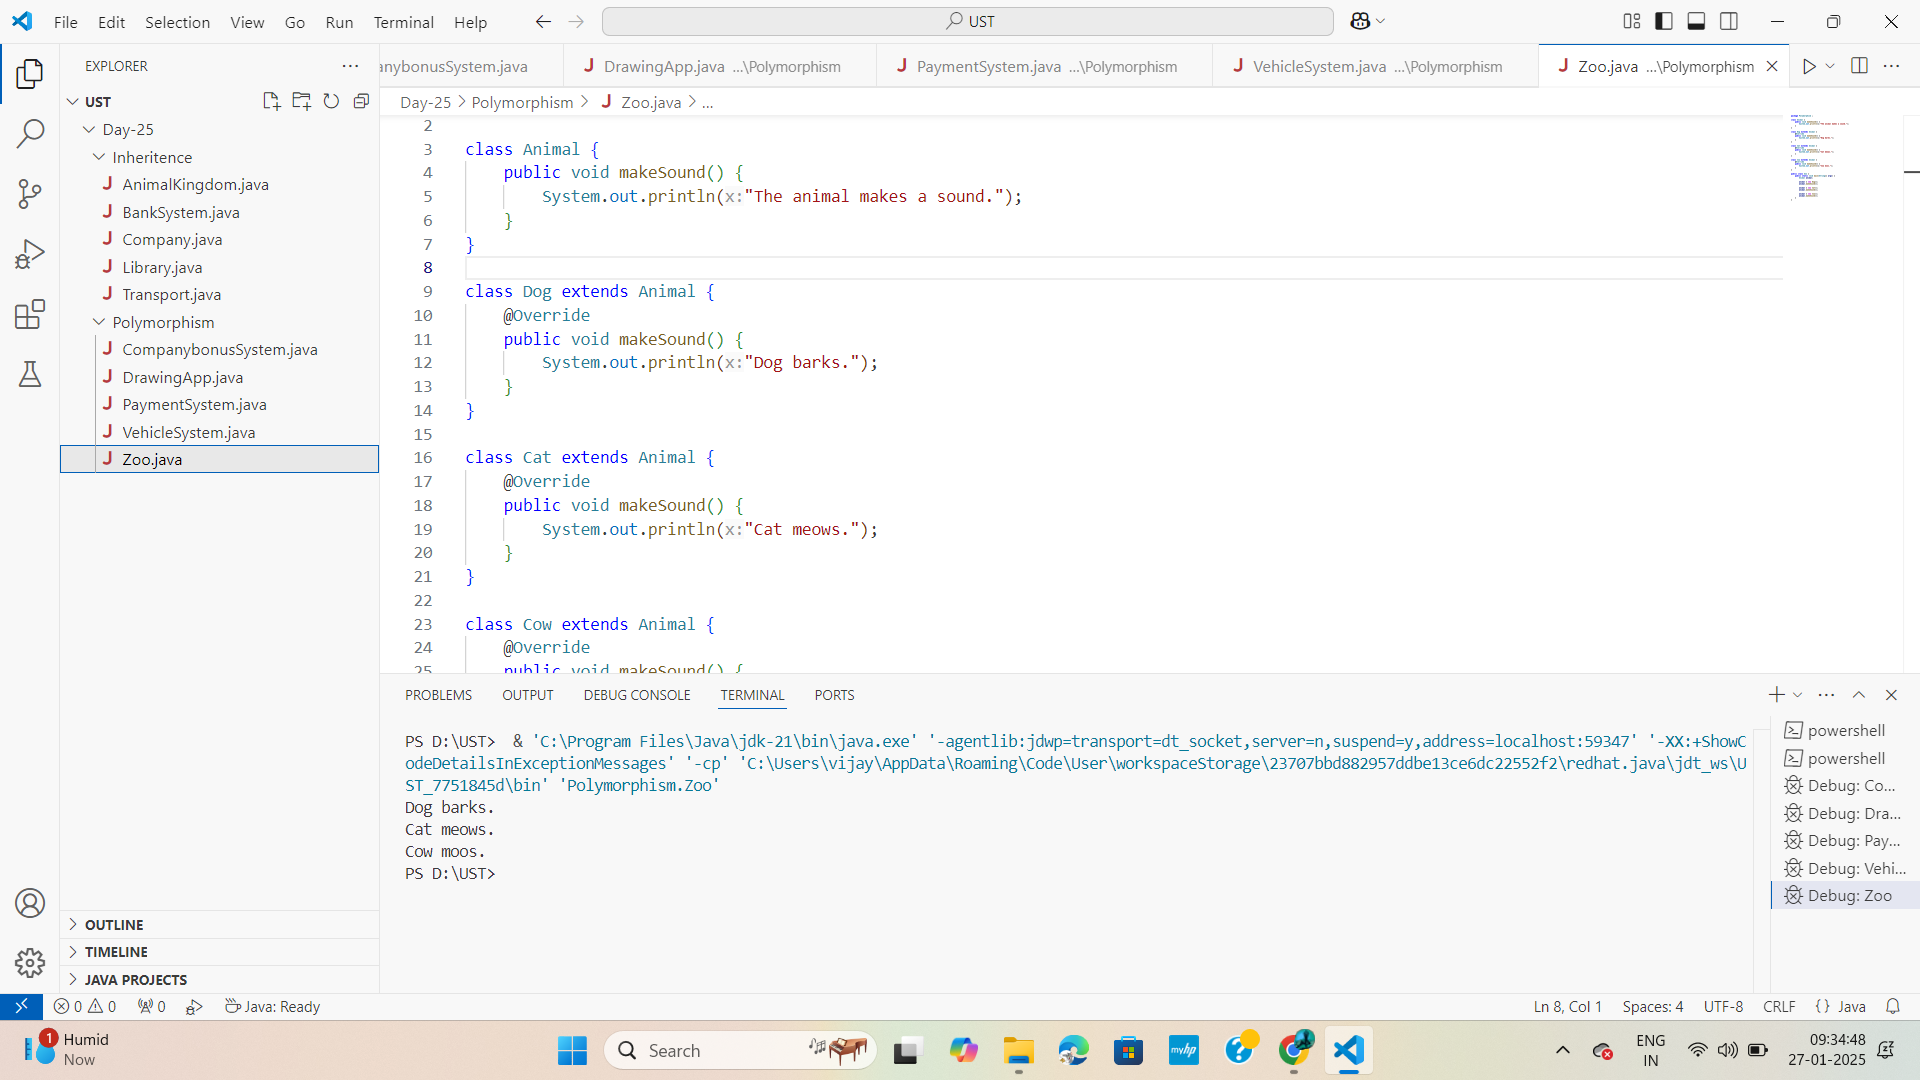 File Edit Selection View Go Run Terminal Help
UST
EXPLORER
UST
Day-25
Inheritence
AnimalKingdom.java
BankSystem.java
Company.java
Library.java
Transport.java
Polymorphism
CompanybonusSystem.java
DrawingApp.java
PaymentSystem.java
VehicleSystem.java
Zoo.java
OUTLINE
TIMELINE
JAVA PROJECTS
anybonusSystem.java DrawingApp.java ...\Polymorphism PaymentSystem.java ...\Polymorphism VehicleSystem.java ...\Polymorphism Zoo.java ...\Polymorphism
Day-25 > Polymorphism > Zoo.java > ...
2
3 class Animal {
4 public void makeSound() {
5 System.out.println(x:"The animal makes a sound.");
6 }
7 }
8
9 class Dog extends Animal {
10 @Override
11 public void makeSound() {
12 System.out.println(x:"Dog barks.");
13 }
14 }
15
16 class Cat extends Animal {
17 @Override
18 public void makeSound() {
19 System.out.println(x:"Cat meows.");
20 }
21 }
22
23 class Cow extends Animal {
24 @Override
25 public void makeSound() {
PROBLEMS OUTPUT DEBUG CONSOLE TERMINAL PORTS
PS D:\UST> & 'C:\Program Files\Java\jdk-21\bin\java.exe' '-agentlib:jdwp=transport=dt_socket,server=n,suspend=y,address=localhost:59347' '-XX:+ShowC
odeDetailsInExceptionMessages' '-cp' 'C:\Users\vijay\AppData\Roaming\Code\User\workspaceStorage\23707bbd882957ddbe13ce6dc22552f2\redhat.java\jdt_ws\U
ST_7751845d\bin' 'Polymorphism.Zoo'
Dog barks.
Cat meows.
Cow moos.
PS D:\UST>
powershell
powershell
Debug: Co...
Debug: Dra...
Debug: Pay...
Debug: Vehi...
Debug: Zoo
0 0 0 Java: Ready Ln 8, Col 1 Spaces: 4 UTF-8 CRLF {} Java
1 Humid
Now
Search
myhp
ENG
IN
09:34:48
27-01-2025